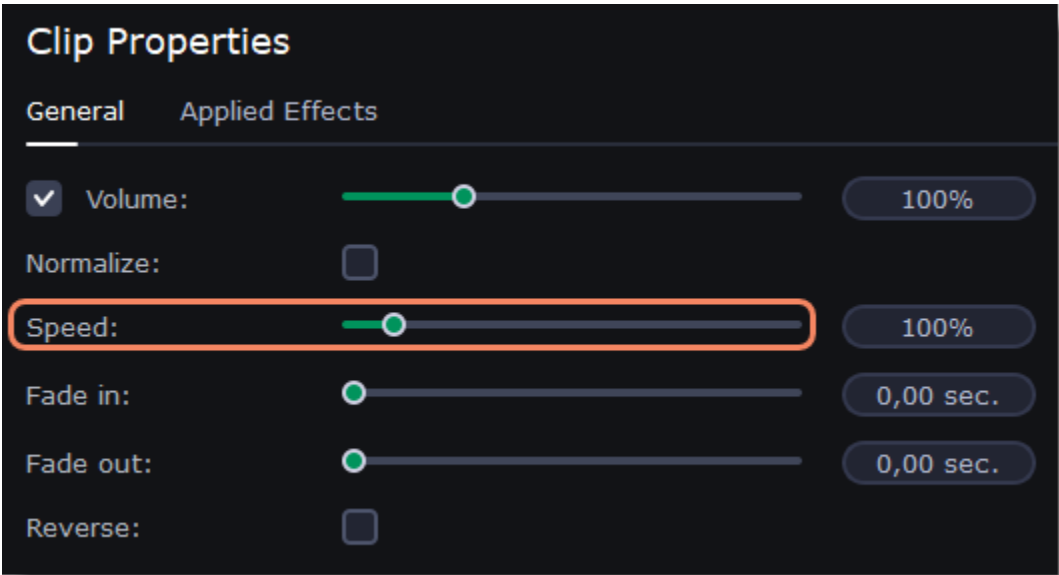 Clip Properties
General Applied Effects
Volume: 100%
Normalize:
Speed: 100%
Fade in: 0,00 sec.
Fade out: 0,00 sec.
Reverse: